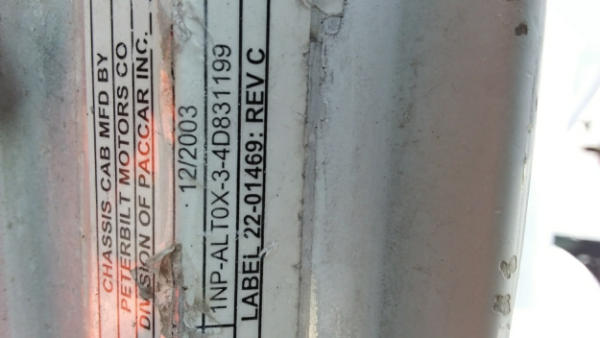 CHASSIS CAB MFD BY
PETERBILT MOTORS CO
DIVISION OF PACCAR INC.
12/2003
1NP-ALT0X-3-4D831199
LABEL 22-01469: REV C